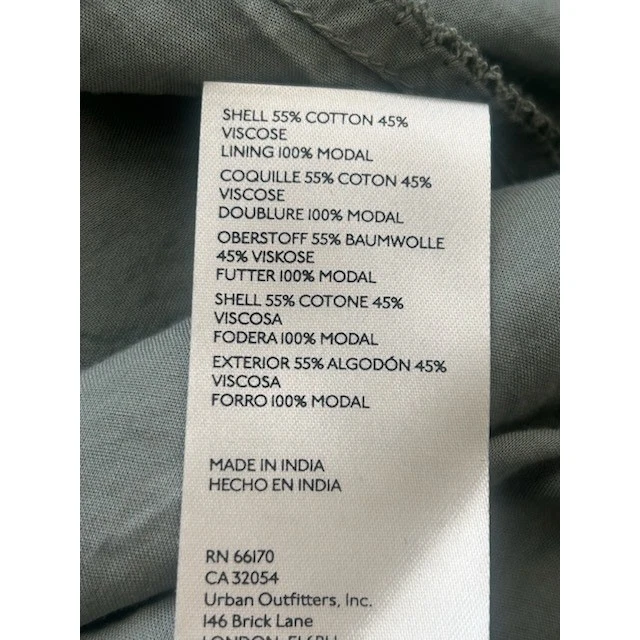 SHELL 55% COTTON 45%
VISCOSE
LINING 100% MODAL
COQUILLE 55% COTON 45%
VISCOSE
DOUBLURE 100% MODAL
OBERSTOFF 55% BAUMWOLLE
45% VISKOSE
FUTTER 100% MODAL
SHELL 55% COTONE 45%
VISCOSA
FODERA 100% MODAL
EXTERIOR 55% ALGODÓN 45%
VISCOSA
FORRO 100% MODAL
MADE IN INDIA
HECHO EN INDIA
RN 66170
CA 32054
Urban Outfitters, Inc.
146 Brick Lane
LONDON